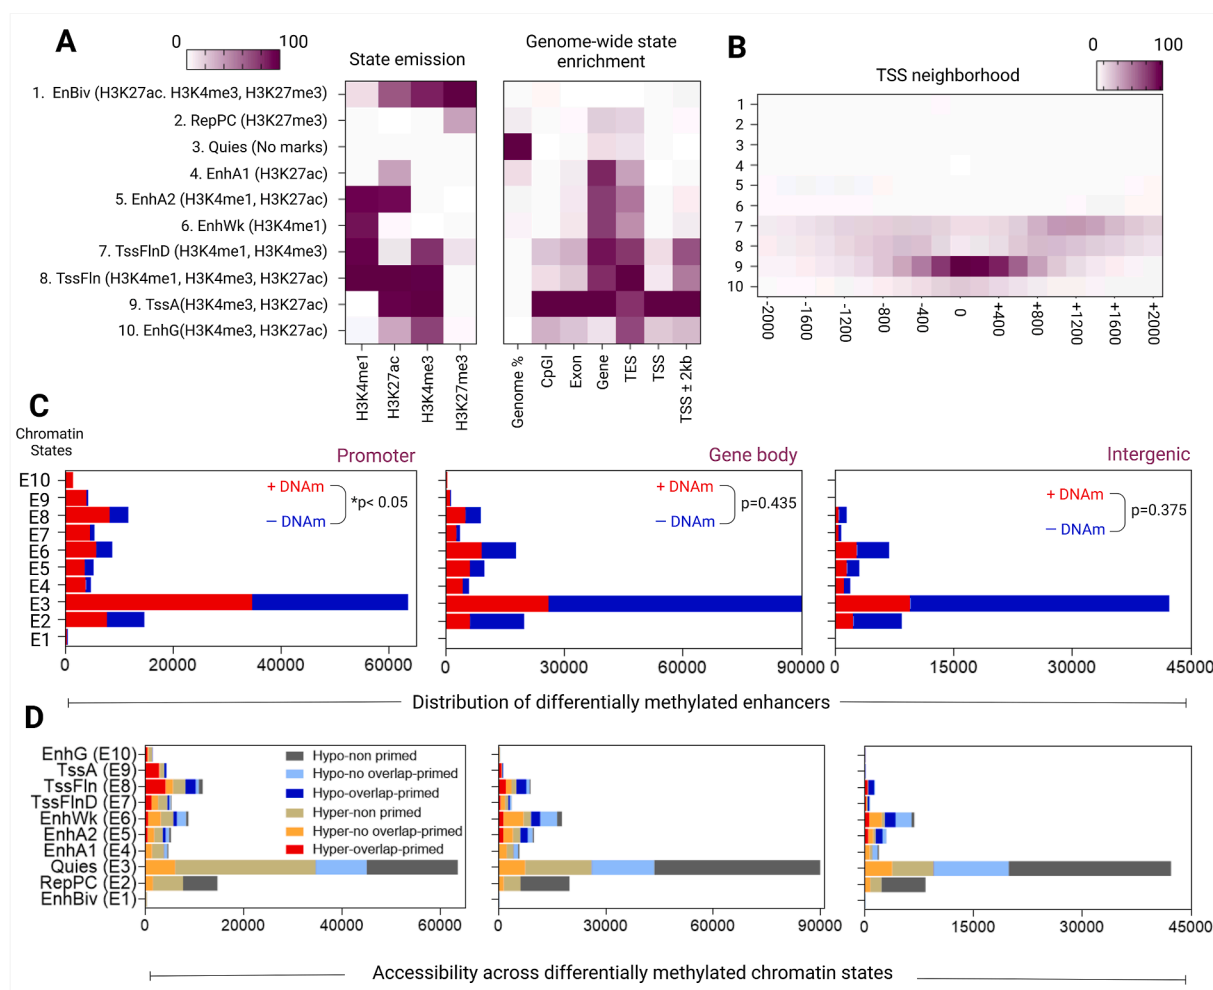 A
0
100
State emission
Genome-wide state
enrichment
1. EnBiv (H3K27ac. H3K4me3, H3K27me3)
2. RepPC (H3K27me3)
3. Quies (No marks)
4. EnhA1 (H3K27ac)
5. EnhA2 (H3K4me1, H3K27ac)
6. EnhWk (H3K4me1)
7. TssFlnD (H3K4me1, H3K4me3)
8. TssFln (H3K4me1, H3K4me3, H3K27ac)
9. TssA(H3K4me3, H3K27ac)
10. EnhG(H3K4me3, H3K27ac)
H3K4me1
H3K27ac
H3K4me3
H3K27me3
Genome %
CpGI
Exon
Gene
TES
TSS
TSS ± 2kb
B
0
100
TSS neighborhood
1
2
3
4
5
6
7
8
9
10
-2000
-1600
-1200
-800
-400
0
+400
+800
+1200
+1600
+2000
C
Chromatin
States
Promoter
Gene body
Intergenic
E10
E9
E8
E7
E6
E5
E4
E3
E2
E1
+ DNAm
*p< 0.05
− DNAm
+ DNAm
p=0.435
− DNAm
+ DNAm
p=0.375
− DNAm
0 20000 40000 60000
0 30000 60000 90000
0 15000 30000 45000
Distribution of differentially methylated enhancers
D
EnhG (E10)
TssA (E9)
TssFln (E8)
TssFlnD (E7)
EnhWk (E6)
EnhA2 (E5)
EnhA1 (E4)
Quies (E3)
RepPC (E2)
EnhBiv (E1)
Hypo-non primed
Hypo-no overlap-primed
Hypo-overlap-primed
Hyper-non primed
Hyper-no overlap-primed
Hyper-overlap-primed
0 20000 40000 60000
0 30000 60000 90000
0 15000 30000 45000
Accessibility across differentially methylated chromatin states